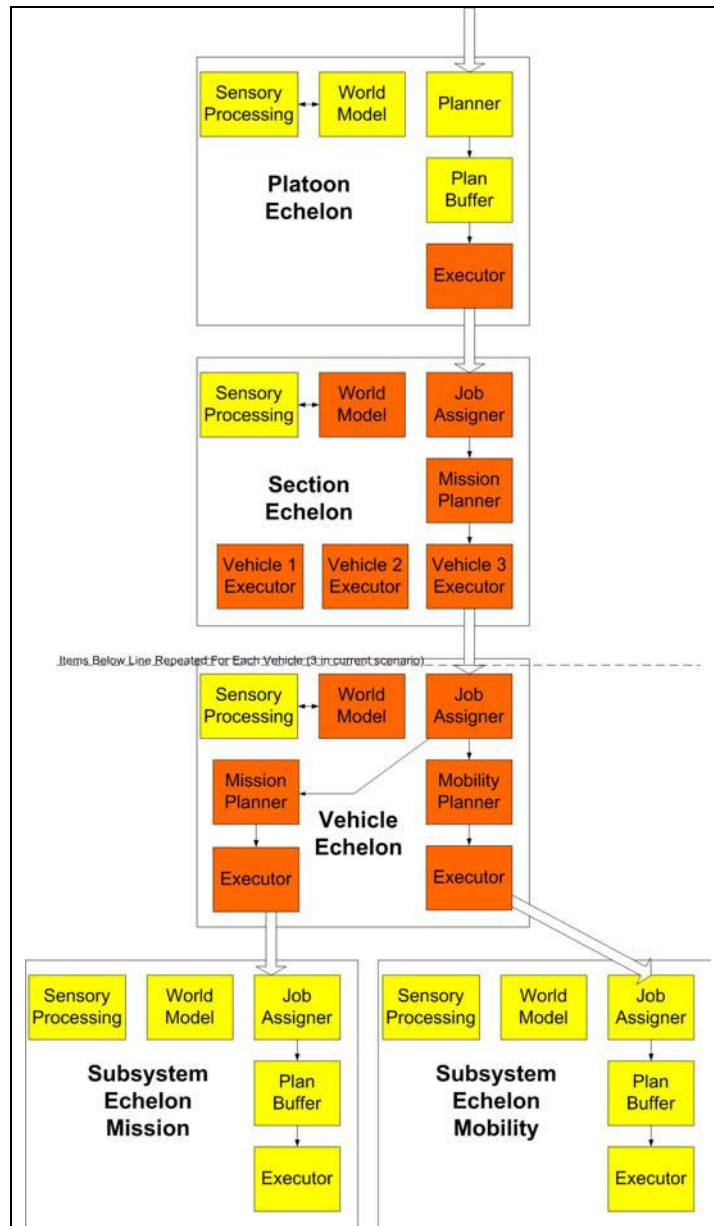 Sensory
Processing
World
Model
Planner
Platoon
Echelon
Plan
Buffer
Executor
Sensory
Processing
World
Model
Job
Assigner
Section
Echelon
Mission
Planner
Vehicle 1
Executor
Vehicle 2
Executor
Vehicle 3
Executor
Items Below Line Repeated For Each Vehicle (3 in current scenario)
Sensory
Processing
World
Model
Job
Assigner
Mission
Planner
Vehicle
Echelon
Mobility
Planner
Executor
Executor
Sensory
Processing
World
Model
Job
Assigner
Subsystem
Echelon
Mission
Plan
Buffer
Executor
Sensory
Processing
World
Model
Job
Assigner
Subsystem
Echelon
Mobility
Plan
Buffer
Executor